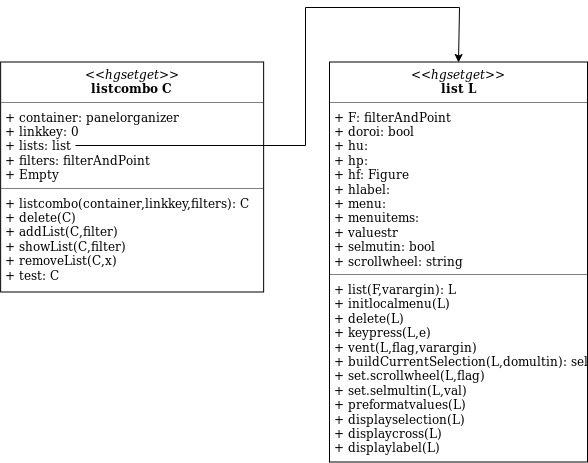 <<hgsetget>>
listcombo C
+ container: panelorganizer
+ linkkey: 0
+ lists: list
+ filters: filterAndPoint
+ Empty
+ listcombo(container,linkkey,filters): C
+ delete(C)
+ addList(C,filter)
+ showList(C,filter)
+ removeList(C,x)
+ test: C
<<hgsetget>>
list L
+ F: filterAndPoint
+ doroi: bool
+ hu:
+ hp:
+ hf: Figure
+ hlabel:
+ menu:
+ menuitems:
+ valuestr
+ selmutin: bool
+ scrollwheel: string
+ list(F,varargin): L
+ initlocalmenu(L)
+ delete(L)
+ keypress(L,e)
+ vent(L,flag,varargin)
+ buildCurrentSelection(L,domultin): sel
+ set.scrollwheel(L,flag)
+ set.selmultin(L,val)
+ preformatvalues(L)
+ displayselection(L)
+ displaycross(L)
+ displaylabel(L)